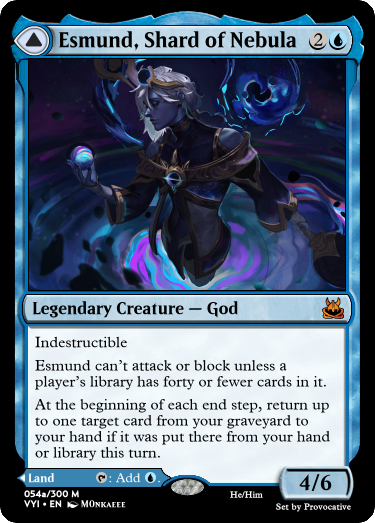 Esmund, Shard of Nebula 2
Legendary Creature — God
Indestructible
Esmund can't attack or block unless a
player's library has forty or fewer cards in it.
At the beginning of each end step, return up
to one target card from your graveyard to
your hand if it was put there from your hand
or library this turn.
Land : Add .
4/6
054a/300 M
VYI • EN MØNKAEEE
He/Him
Set by Provocative